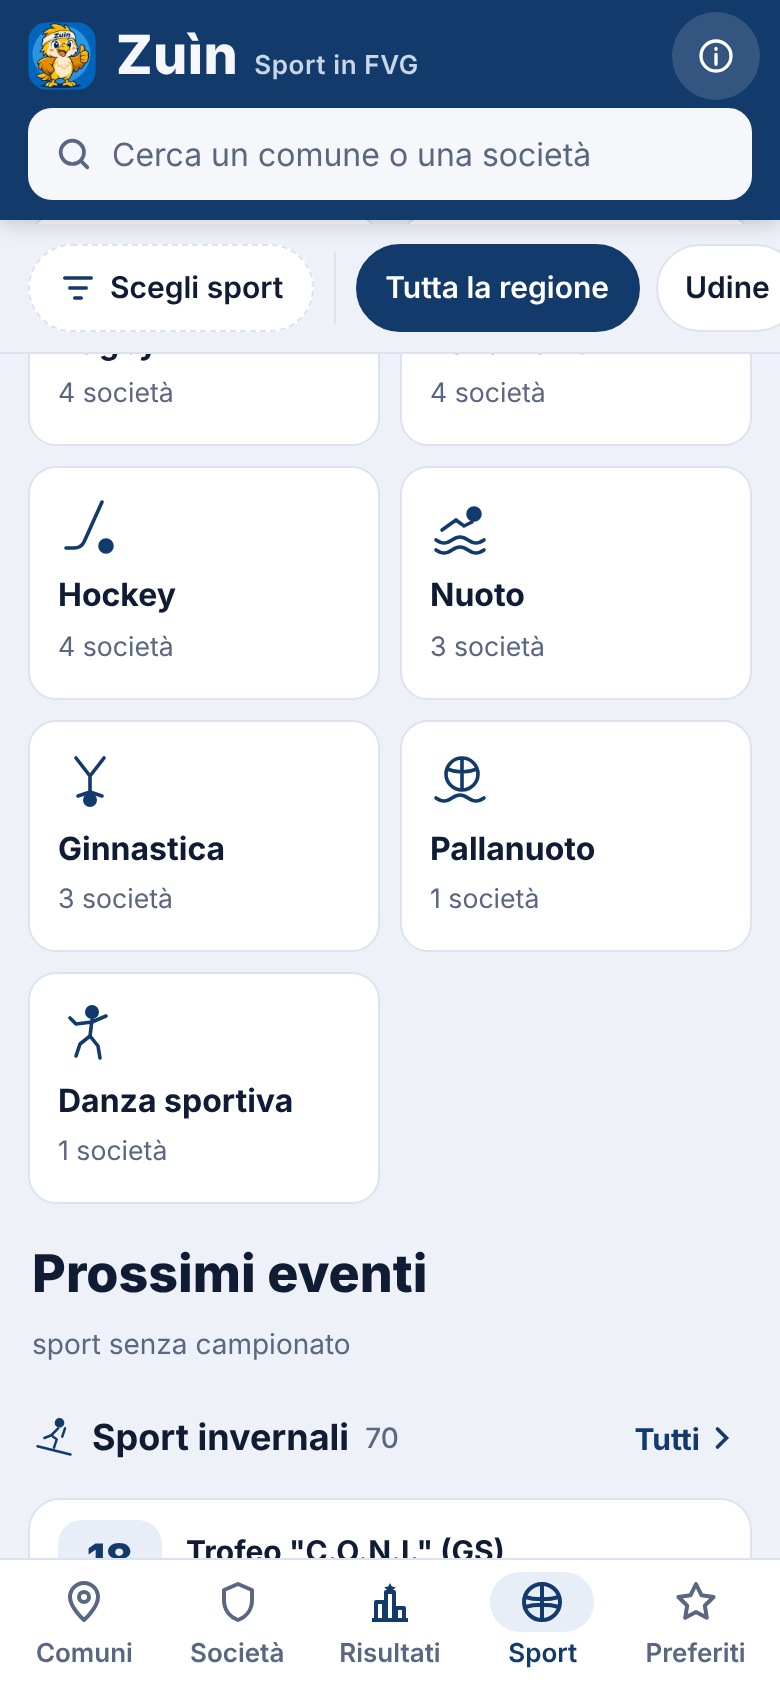 Zuìn Sport in FVG
Cerca un comune o una società
Scegli sport
Tutta la regione
Udine
4 società
4 società
Hockey
4 società
Nuoto
3 società
Ginnastica
3 società
Pallanuoto
1 società
Danza sportiva
1 società
Prossimi eventi
sport senza campionato
Sport invernali 70
Tutti
18
Trofeo "C.O.N.I." (GS)
Comuni
Società
Risultati
Sport
Preferiti